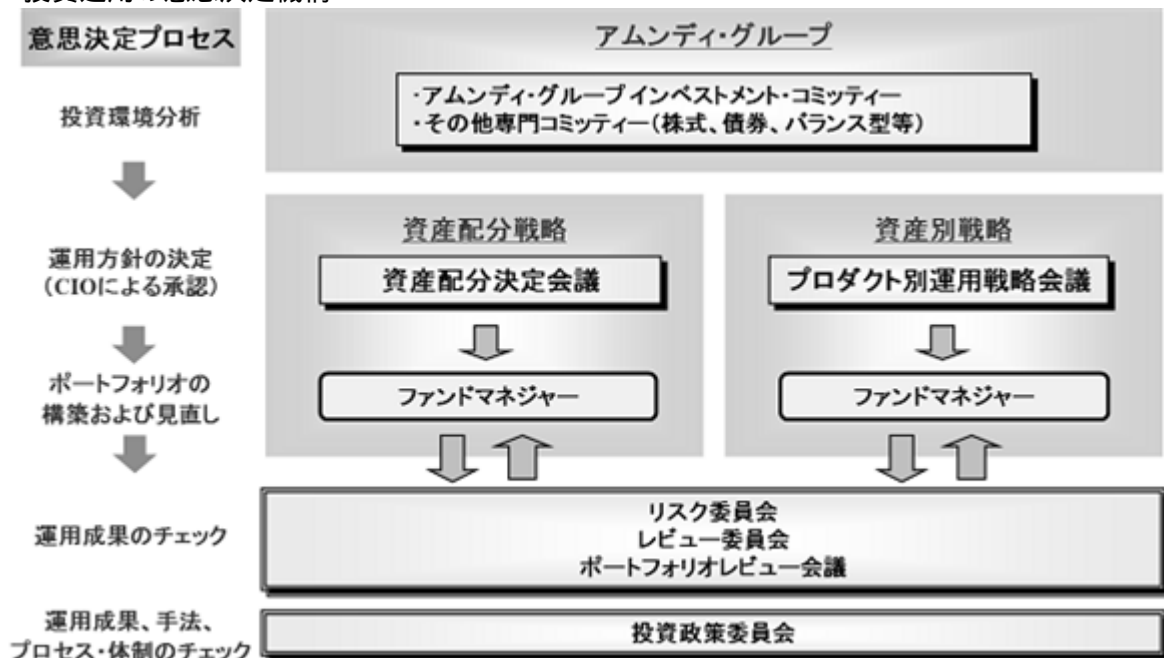 意思決定プロセス
アムンディ・グループ
投資環境分析
・アムンディ・グループ インベストメント・コミッティー
・その他専門コミッティー（株式、債券、バランス型等）
運用方針の決定
（CIOによる承認）
資産配分戦略
資産配分決定会議
資産別戦略
プロダクト別運用戦略会議
ポートフォリオの
構築および見直し
ファンドマネジャー
ファンドマネジャー
運用成果のチェック
リスク委員会
レビュー委員会
ポートフォリオレビュー会議
運用成果、手法、
プロセス・体制のチェック
投資政策委員会